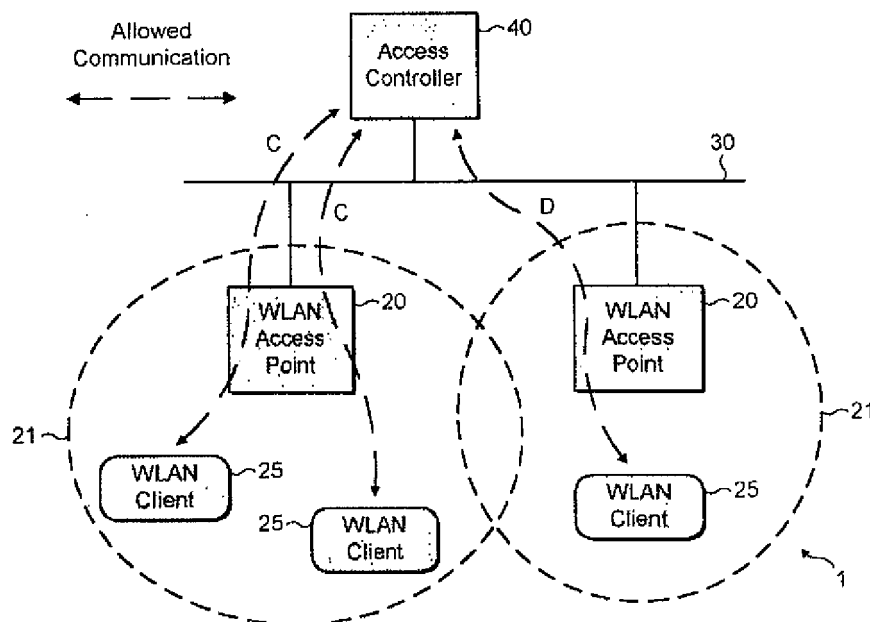 Allowed
Communication
Access
Controller
40
C
C
D
30
WLAN
Access
Point
20
WLAN
Access
Point
20
21
21
WLAN
Client
25
WLAN
Client
25
WLAN
Client
25
1